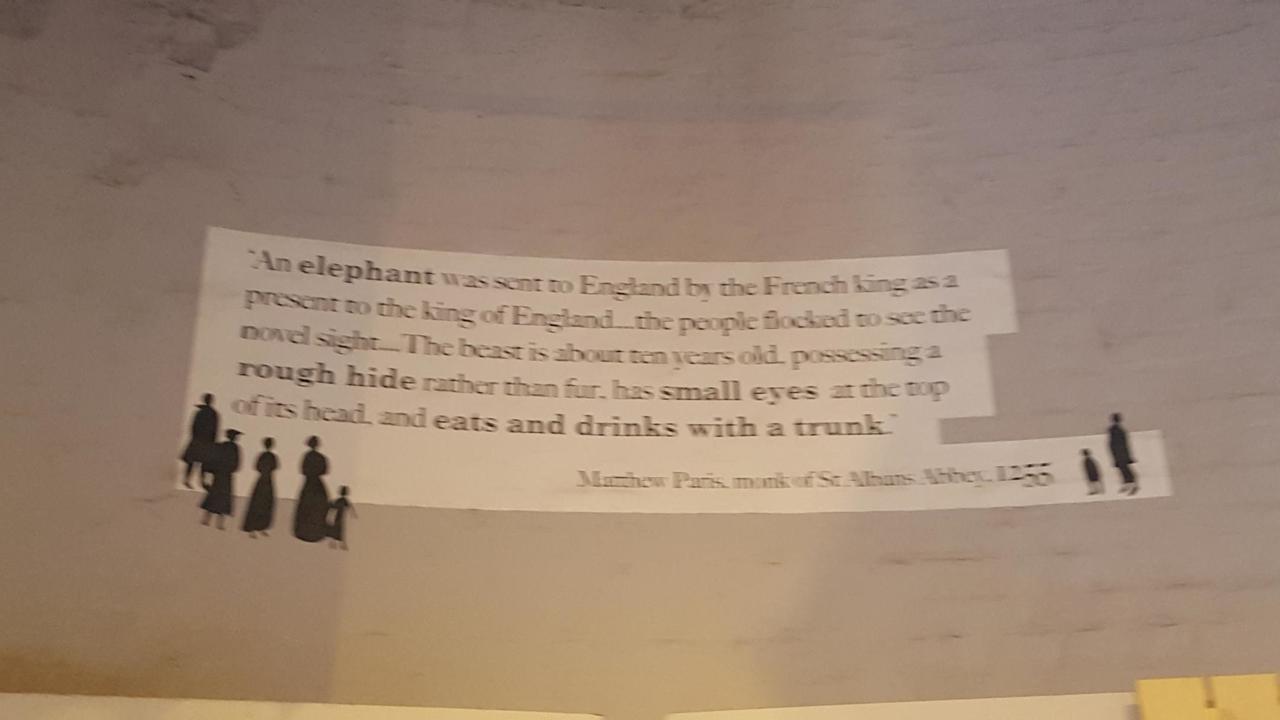 "An elephant was sent to England by the French king as a
present to the king of England....the people flocked to see the
novel sight....The beast is about ten years old, possessing a
rough hide rather than fur, has small eyes at the top
of its head, and eats and drinks with a trunk."
Matthew Paris, monk of St Albans Abbey, 1255